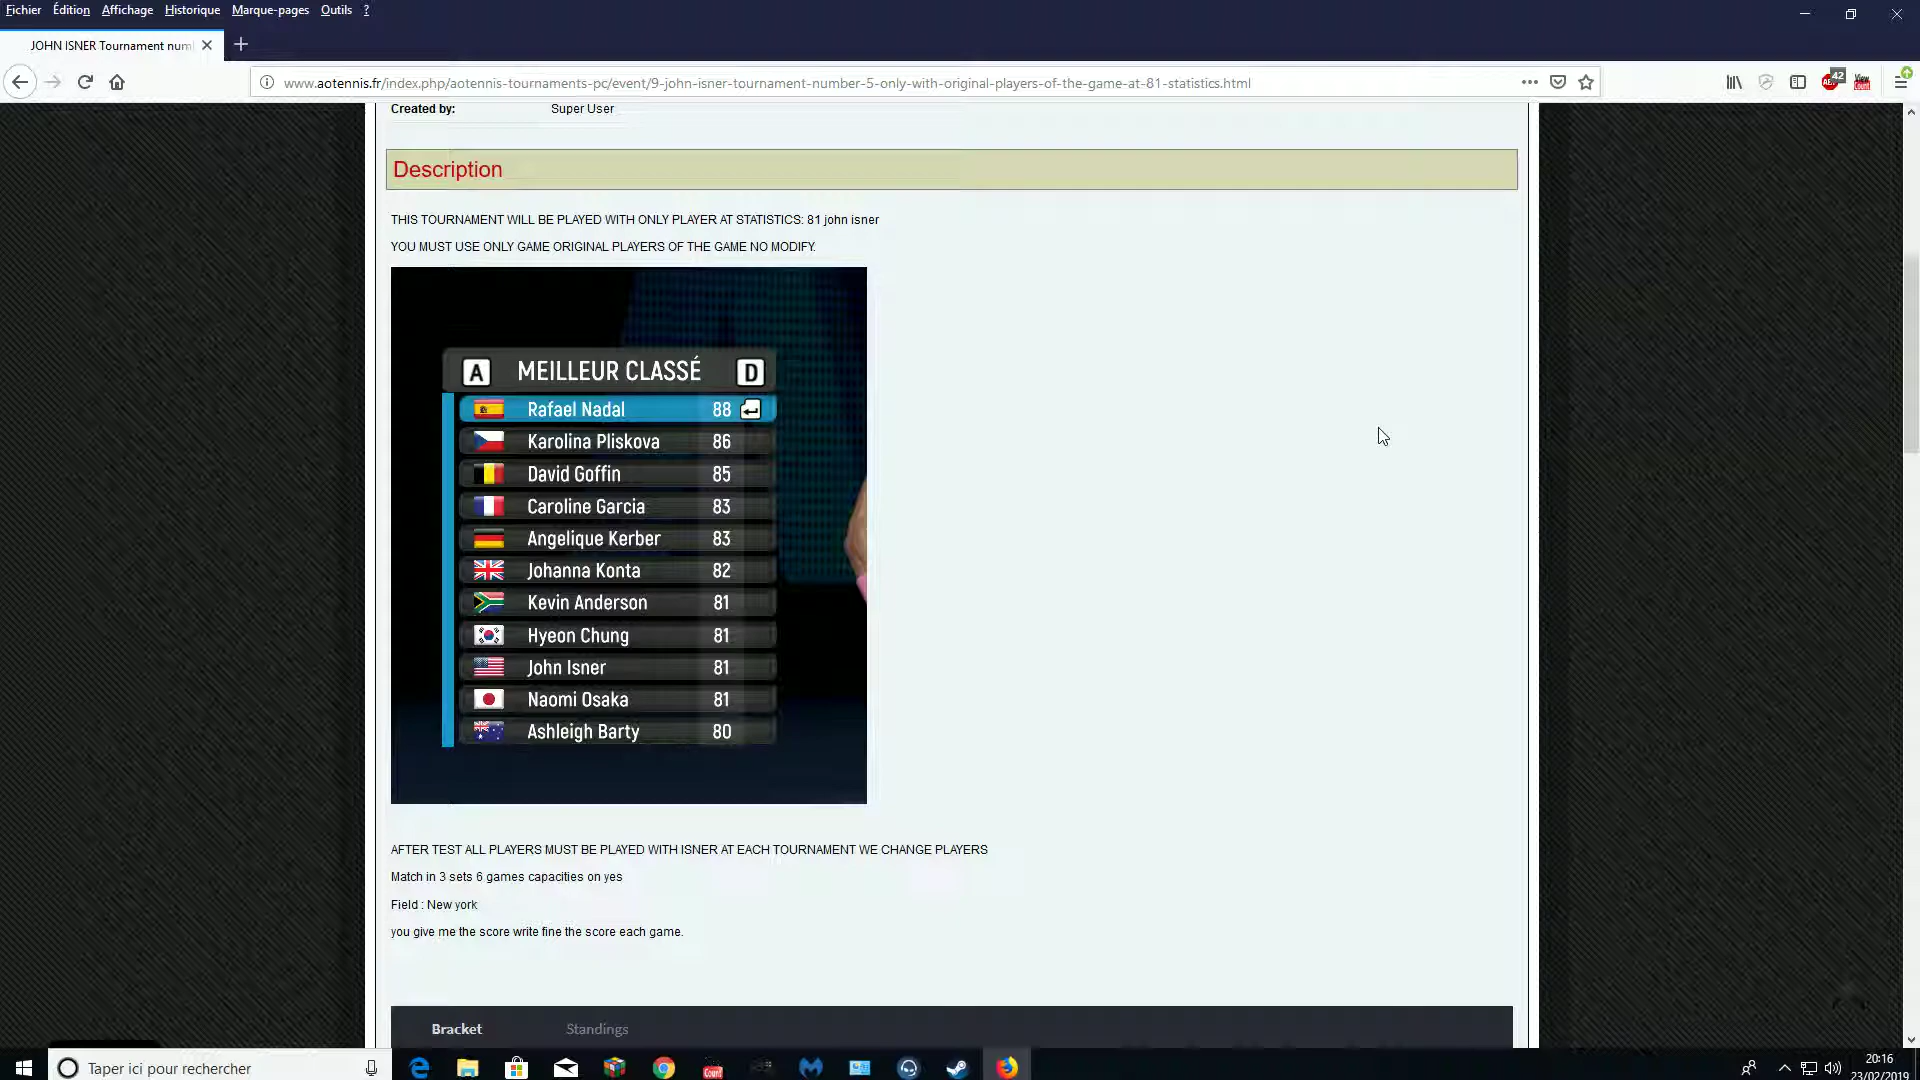 Fichier Édition Affichage Historique Marque-pages Outils ?
JOHN ISNER Tournament num
www.aotennis.fr/index.php/aotennis-tournaments-pc/event/9-john-isner-tournament-number-5-only-with-original-players-of-the-game-at-81-statistics.html
42
Created by: Super User
Description
THIS TOURNAMENT WILL BE PLAYED WITH ONLY PLAYER AT STATISTICS: 81 john isner
YOU MUST USE ONLY GAME ORIGINAL PLAYERS OF THE GAME NO MODIFY.
A MEILLEUR CLASSÉ D
Rafael Nadal 88
Karolina Pliskova 86
David Goffin 85
Caroline Garcia 83
Angelique Kerber 83
Johanna Konta 82
Kevin Anderson 81
Hyeon Chung 81
John Isner 81
Naomi Osaka 81
Ashleigh Barty 80
AFTER TEST ALL PLAYERS MUST BE PLAYED WITH ISNER AT EACH TOURNAMENT WE CHANGE PLAYERS
Match in 3 sets 6 games capacities on yes
Field : New york
you give me the score write fine the score each game.
Bracket Standings
Taper ici pour rechercher
20:16
23/02/2019